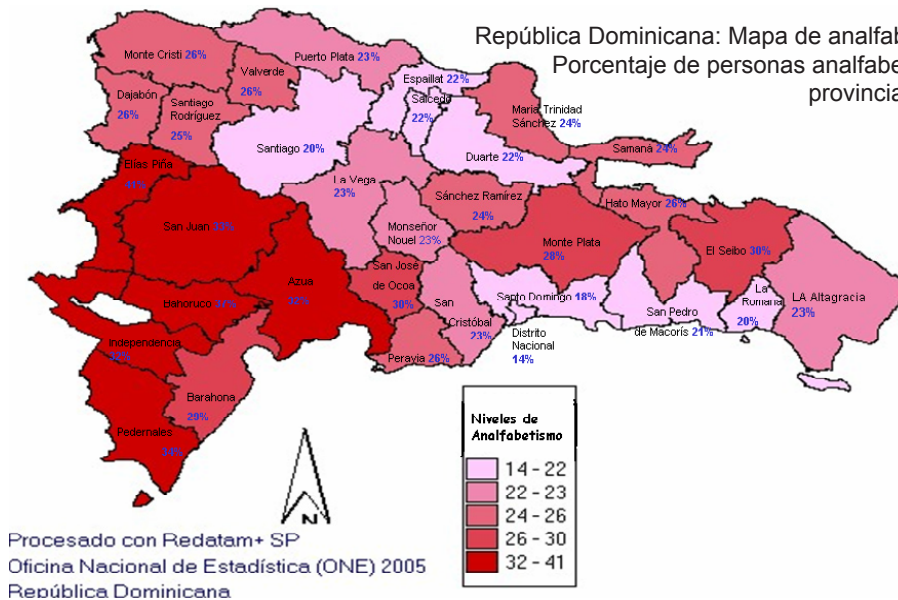 República Dominicana: Mapa de analfab
Porcentaje de personas analfabe
provincia
Monte Cristi 26%
Puerto Plata 23%
Valverde
26%
Espaillat 22%
Salcedo
22%
Dajabón
26%
Santiago
Rodríguez
25%
María Trinidad
Sánchez 24%
Santiago 20%
Duarte 22%
Samaná 24%
Elías Piña
La Vega
23%
Sánchez Ramírez
24%
Hato Mayor 26%
San Juan
Monseñor
Nouel 23%
Monte Plata
28%
El Seibo 30%
Azua
San José
de Ocoa
30%
San
Cristóbal
23%
Santo Domingo 18%
San Pedro
de Macorís 21%
La
Romana
20%
LA Altagracia
23%
Bahoruco
Distrito
Nacional
14%
Independencia
Peravia 26%
Barahona
29%
Pedernales
Niveles de
Analfabetismo
14 - 22
22 - 23
24 - 26
26 - 30
32 - 41
N
Procesado con Redatam+ SP
Oficina Nacional de Estadística (ONE) 2005
República Dominicana